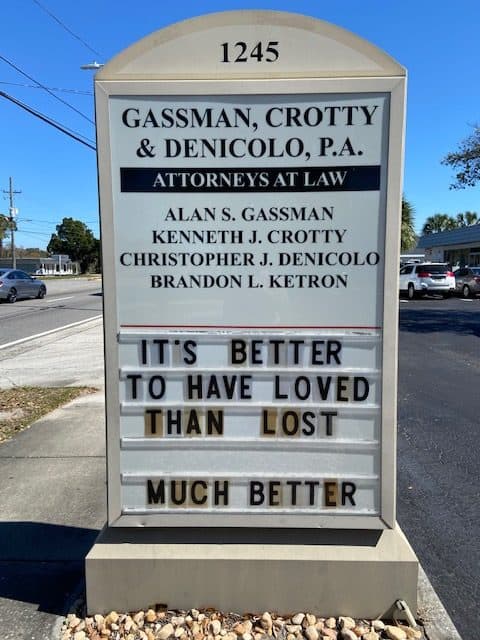 1245
GASSMAN, CROTTY
& DENICOLO, P.A.
ATTORNEYS AT LAW
ALAN S. GASSMAN
KENNETH J. CROTTY
CHRISTOPHER J. DENICOLO
BRANDON L. KETRON
IT'S BETTER
TO HAVE LOVED
THAN LOST
MUCH BETTER